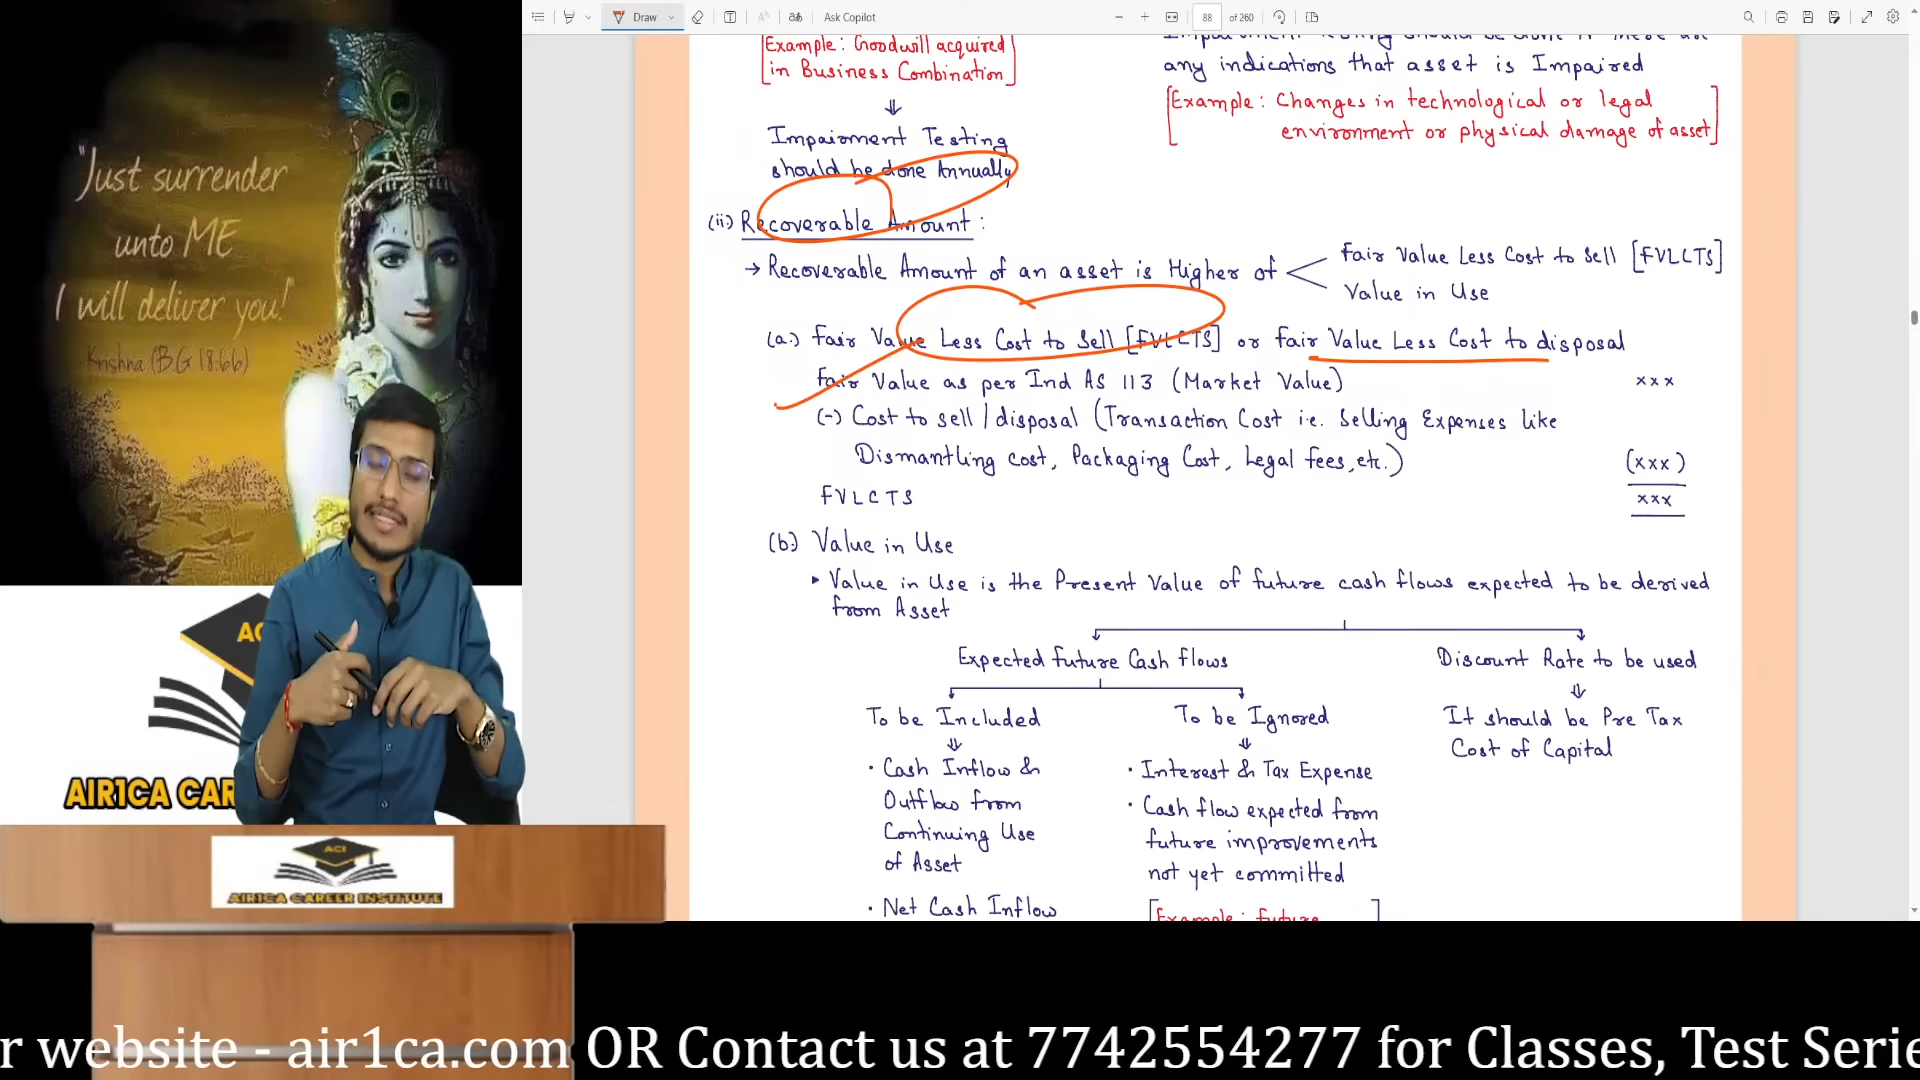 Draw
Ask Copilot
88 of 260
[Example: Goodwill acquired
in Business Combination]
any indications that asset is Impaired
[Example: Changes in technological or legal
environment or physical damage of asset]
Impairment Testing
should be done Annually
(ii) Recoverable Amount:
→ Recoverable Amount of an asset is Higher of
Fair Value Less Cost to Sell [FVLCTS]
Value in Use
(a.) Fair Value Less Cost to Sell [FVLCTS] or Fair Value Less Cost to disposal
Fair Value as per Ind AS 113 (Market Value) xxx
(-) Cost to sell/disposal (Transaction Cost i.e. Selling Expenses like
Dismantling cost, Packaging Cost, Legal fees, etc.) (xxx)
FVLCTS xxx
(b.) Value in Use
‣ Value in Use is the Present Value of future cash flows expected to be derived
from Asset
Expected Future Cash flows
Discount Rate to be used
To be Included
To be Ignored
It should be Pre Tax
Cost of Capital
· Cash Inflow &
Outflow from
Continuing Use
of Asset
· Net Cash Inflow
· Interest & Tax Expense
· Cash flow expected from
future improvements
not yet committed
[Example: future
"Just surrender
unto ME
I will deliver you!"
- Krishna (B.G 18:66)
AIR1CA CAR
ACI
AIR1CA CAREER INSTITUTE
r website - air1ca.com OR Contact us at 7742554277 for Classes, Test Serie